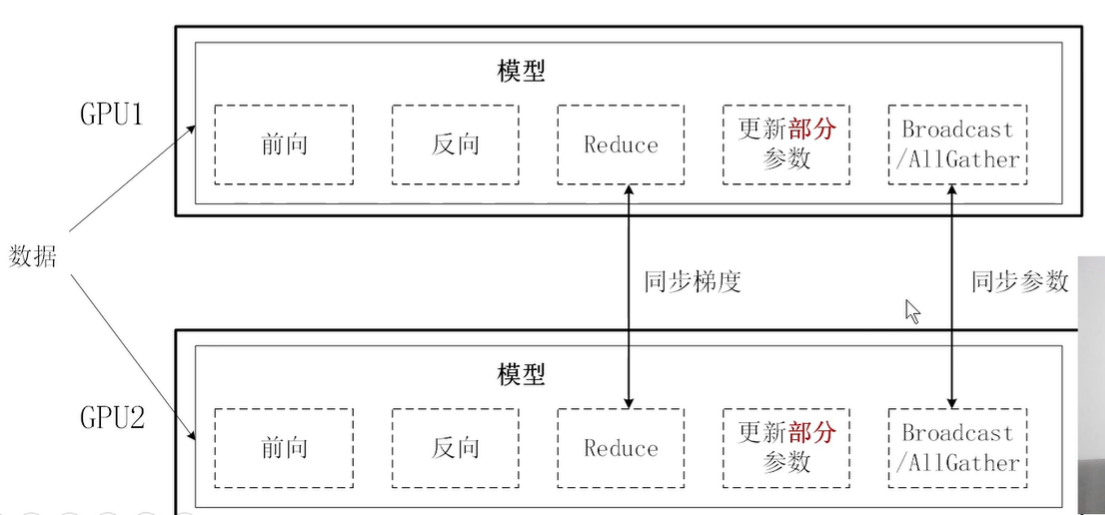 模型
GPU1
前向
反向
Reduce
更新部分
参数
Broadcast
/AllGather
数据
同步梯度
同步参数
模型
GPU2
前向
反向
Reduce
更新部分
参数
Broadcast
/AllGather